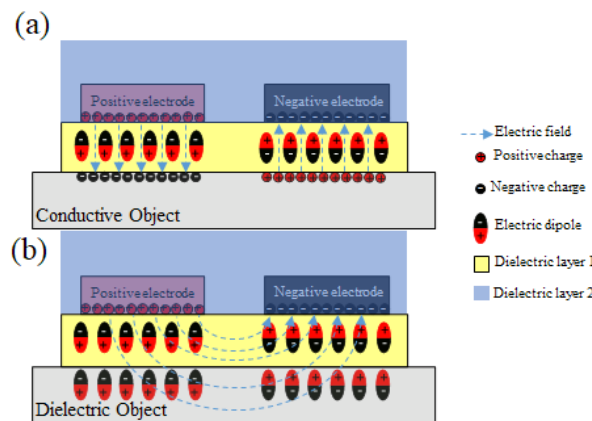 (a)
Positive electrode
Negative electrode
Conductive Object
(b)
Positive electrode
Negative electrode
Dielectric Object
Electric field
Positive charge
Negative charge
Electric dipole
Dielectric layer 1
Dielectric layer 2